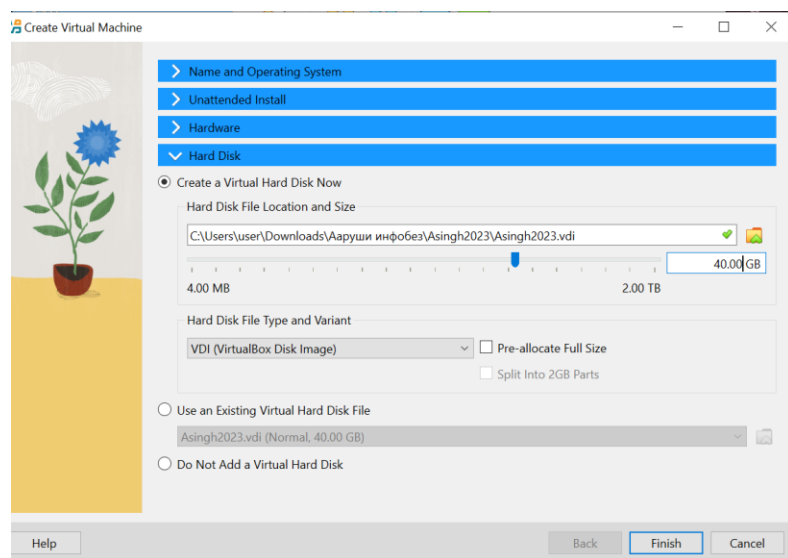 Create Virtual Machine
Name and Operating System
Unattended Install
Hardware
Hard Disk
Create a Virtual Hard Disk Now
Hard Disk File Location and Size
C:\Users\user\Downloads\Ааруши инфобез\Asingh2023\Asingh2023.vdi
40.00 GB
4.00 MB 2.00 TB
Hard Disk File Type and Variant
VDI (VirtualBox Disk Image) Pre-allocate Full Size
Split Into 2GB Parts
Use an Existing Virtual Hard Disk File
Asingh2023.vdi (Normal, 40.00 GB)
Do Not Add a Virtual Hard Disk
Help Back Finish Cancel